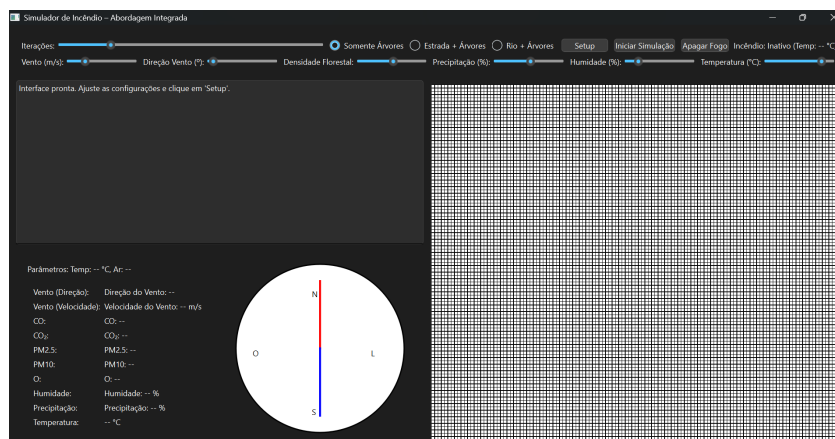 Simulador de Incêndio – Abordagem Integrada
Iterações: Somente Árvores Estrada + Árvores Rio + Árvores Setup Iniciar Simulação Apagar Fogo Incêndio: Inativo (Temp: -- °C
Vento (m/s): Direção Vento (º): Densidade Florestal: Precipitação (%): Humidade (%): Temperatura (°C):
Interface pronta. Ajuste as configurações e clique em 'Setup'.
Parâmetros: Temp: -- °C, Ar: --
Vento (Direção): Direção do Vento: --
Vento (Velocidade): Velocidade do Vento: -- m/s
CO: CO: --
CO₂: CO₂: --
PM2.5: PM2.5: --
PM10: PM10: --
O: O: --
Humidade: Humidade: -- %
Precipitação: Precipitação: -- %
Temperatura: -- °C
N
O L
S